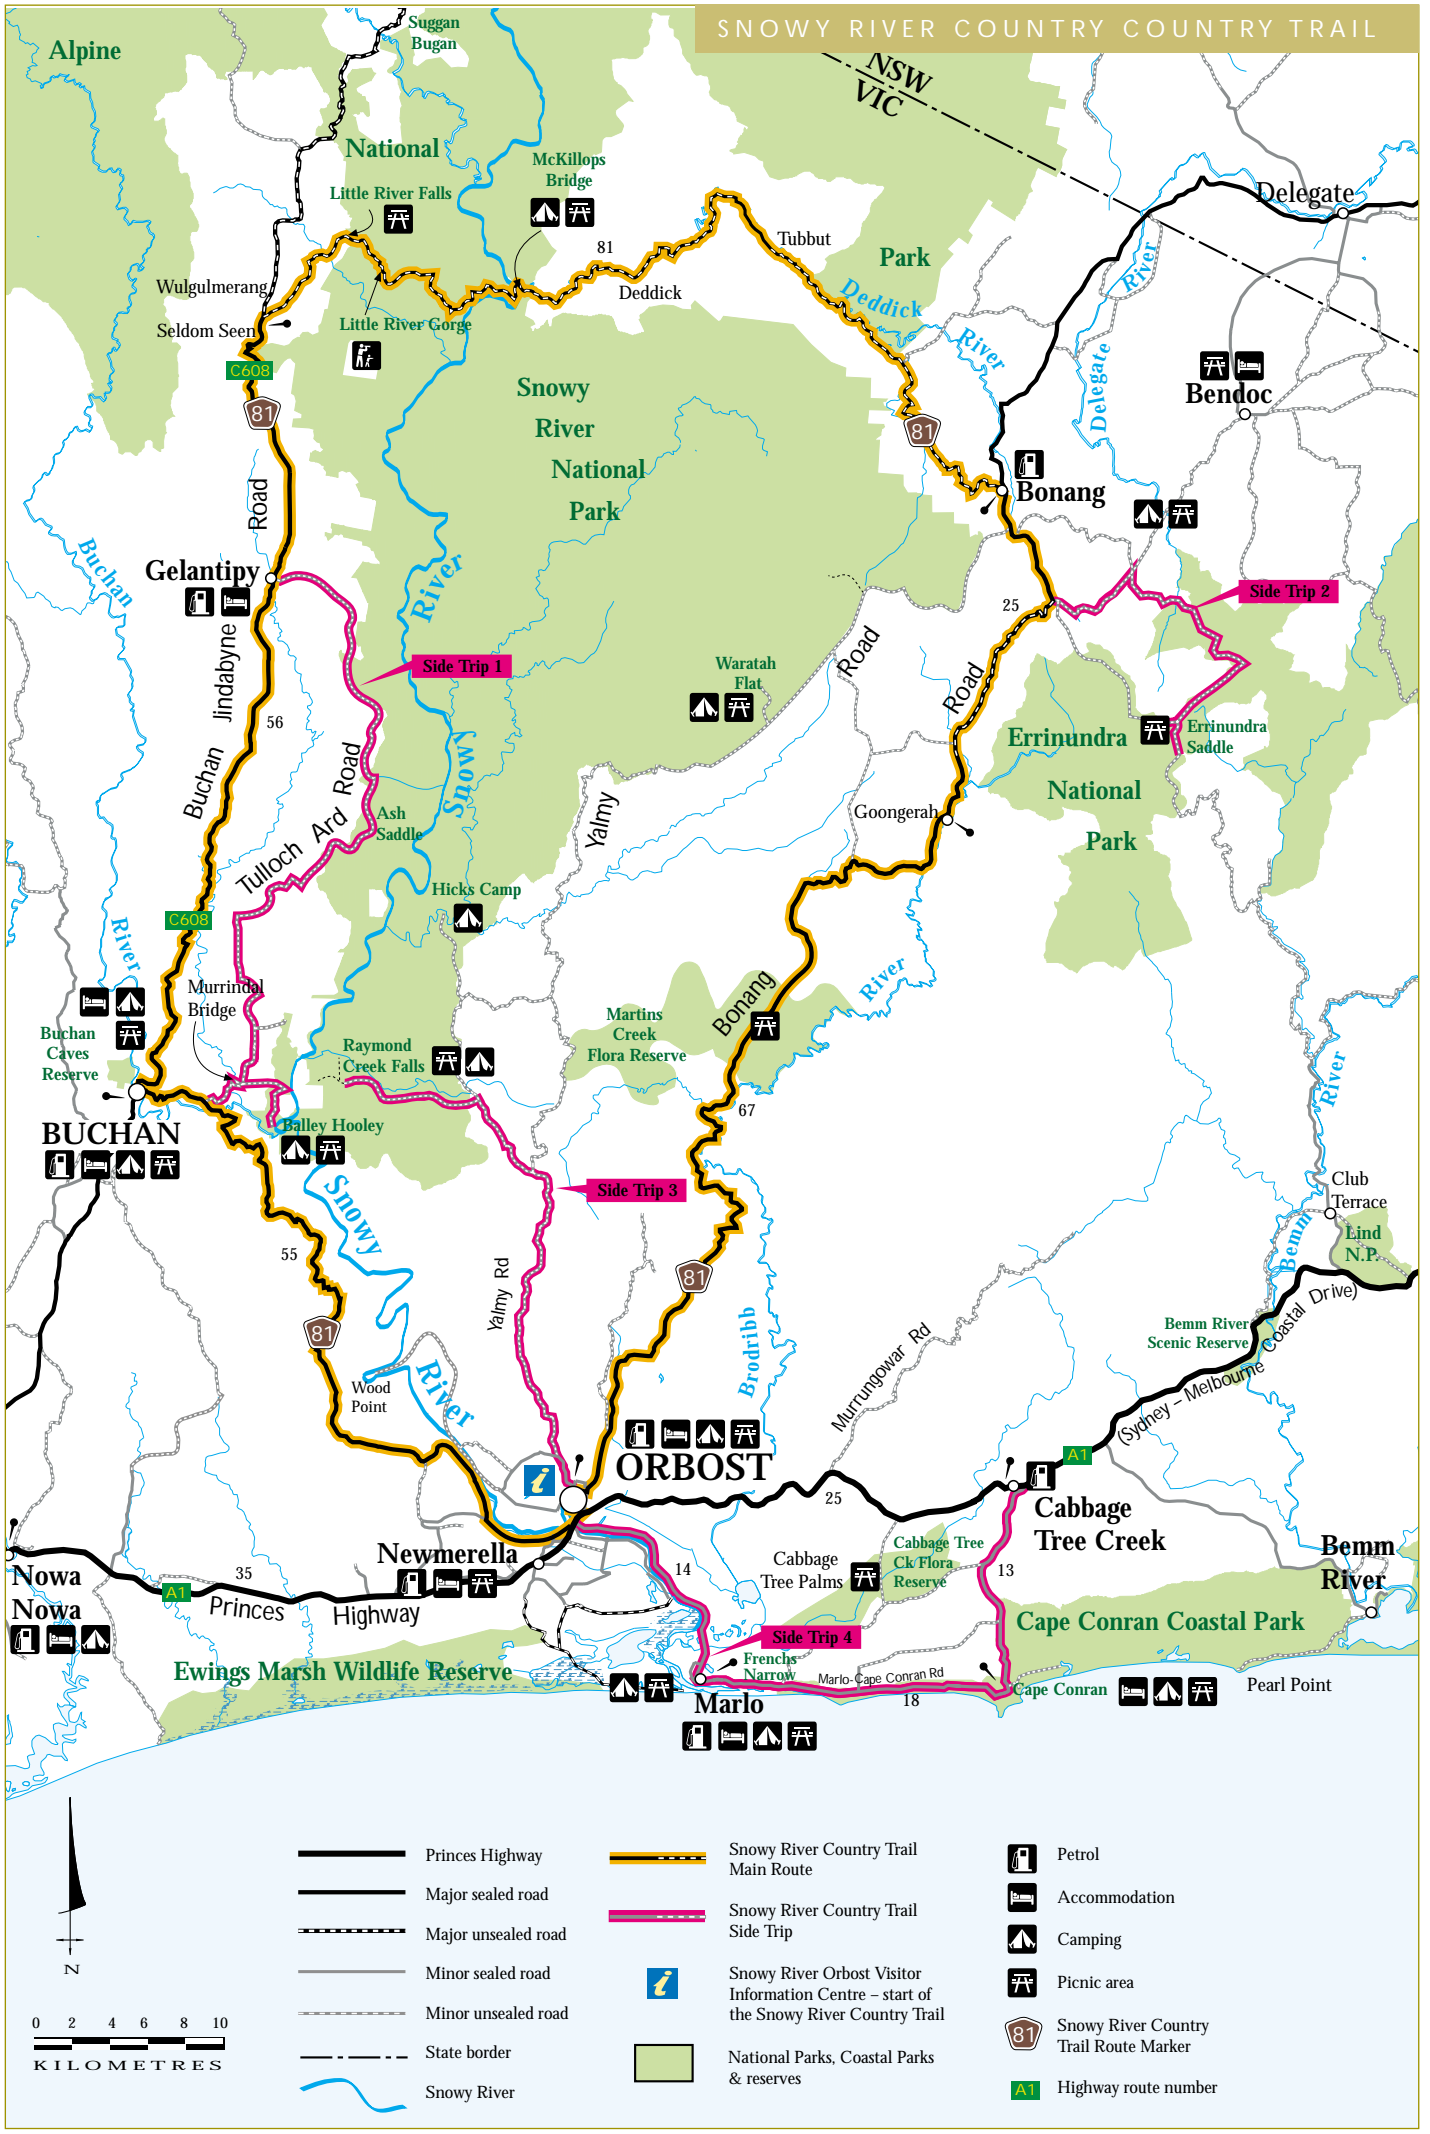 SNOWY RIVER COUNTRY COUNTRY TRAIL
Suggan
Bugan
Alpine
NSW
VIC
National
McKillops
Bridge
Little River Falls
Delegate
Tubbut
81
Park
River
Wulgulmerang
Deddick
Deddick
River
Seldom Seen
Little River Gorge
Delegate
C608
Snowy
River
National
Park
Bendoc
81
81
Road
Bonang
Buchan
Gelantipy
River
Side Trip 2
25
Jindabyne
Side Trip 1
Waratah
Flat
Road
Road
56
Errinundra
National
Park
Errinundra
Saddle
Buchan
Road
Snowy
Ard
Ash
Saddle
Yalmy
Goongerah
Tulloch
Hicks Camp
C608
River
River
Murrindal
Bridge
Bonang
Buchan
Caves
Reserve
Martins
Creek
Flora Reserve
Raymond
Creek Falls
River
67
BUCHAN
Balley Hooley
Side Trip 3
Snowy
Club
Terrace
Lind
N.P.
Bemm
55
Yalmy Rd
81
81
Brodribb
Bemm River
Scenic Reserve
(Sydney – Melbourne Coastal Drive)
Murrungowar Rd
Wood
Point
River
ORBOST
A1
25
Cabbage
Tree Creek
Nowa
Nowa
Newmerella
Cabbage
Tree Palms
Cabbage Tree
Ck Flora
Reserve
Bemm
River
35
A1
Princes
Highway
14
13
Cape Conran Coastal Park
Side Trip 4
Ewings Marsh Wildlife Reserve
Frenchs
Narrow
Marlo-Cape Conran Rd
18
Marlo
Cape Conran
Pearl Point
N
0 2 4 6 8 10
KILOMETRES
Princes Highway
Major sealed road
Major unsealed road
Minor sealed road
Minor unsealed road
State border
Snowy River
Snowy River Country Trail
Main Route
Snowy River Country Trail
Side Trip
i
Snowy River Orbost Visitor
Information Centre – start of
the Snowy River Country Trail
National Parks, Coastal Parks
& reserves
Petrol
Accommodation
Camping
Picnic area
81
Snowy River Country
Trail Route Marker
A1
Highway route number